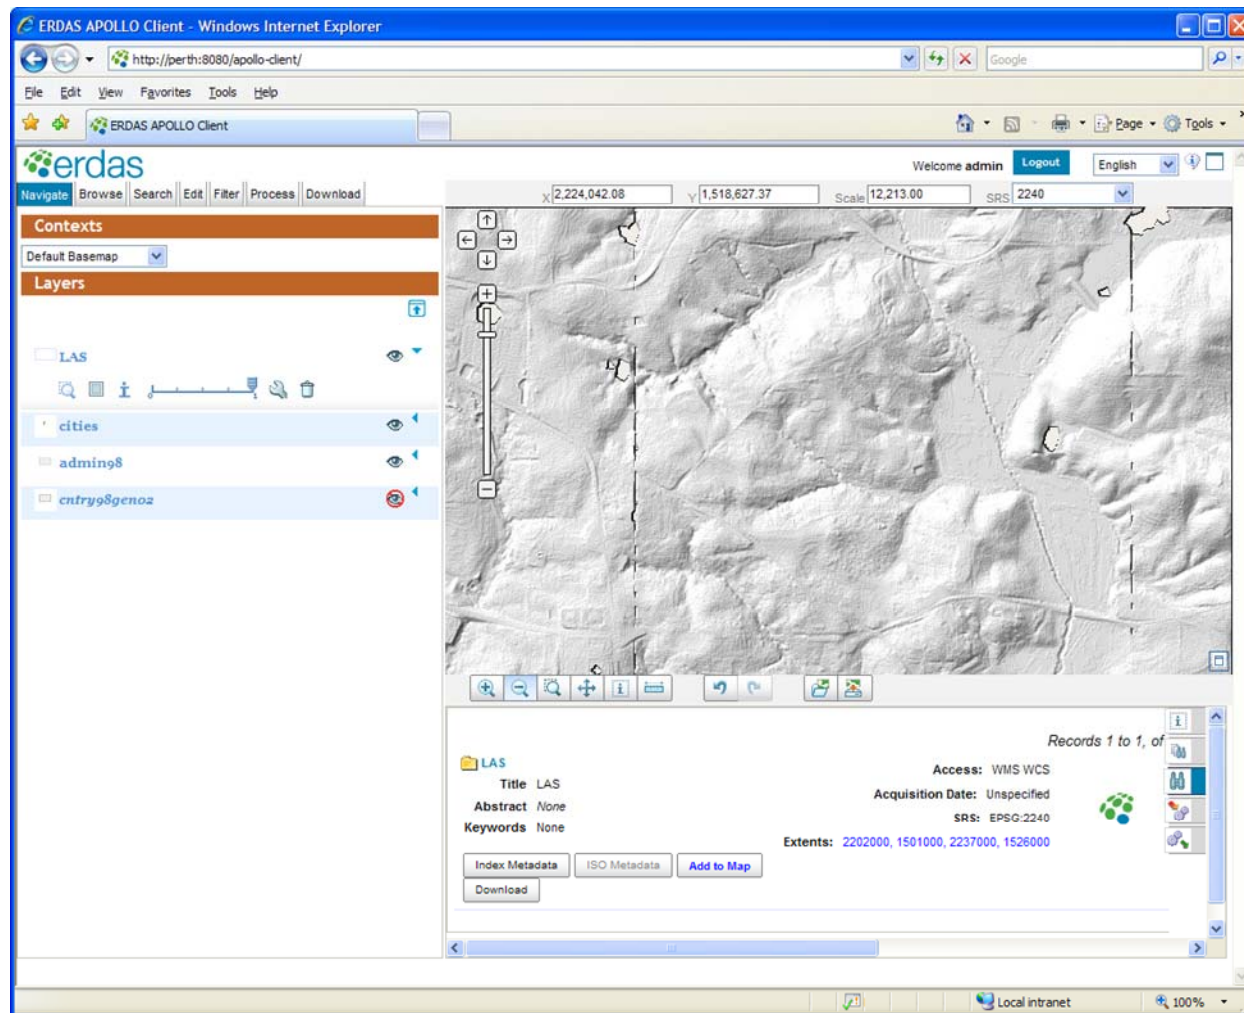 ERDAS APOLLO Client - Windows Internet Explorer
http://perth:8080/apollo-client/
Google
File Edit View Favorites Tools Help
ERDAS APOLLO Client
Page Tools
erdas
Welcome admin Logout English
Navigate Browse Search Edit Filter Process Download
X 2,224,042.08 Y 1,518,627.37 Scale 12,213.00 SRS 2240
Contexts
Default Basemap
Layers
LAS
cities
admin98
cntry98gen02
Records 1 to 1, of
LAS
Title LAS
Abstract None
Keywords None
Access: WMS WCS
Acquisition Date: Unspecified
SRS: EPSG:2240
Extents: 2202000, 1501000, 2237000, 1526000
Index Metadata ISO Metadata Add to Map
Download
Local intranet 100%